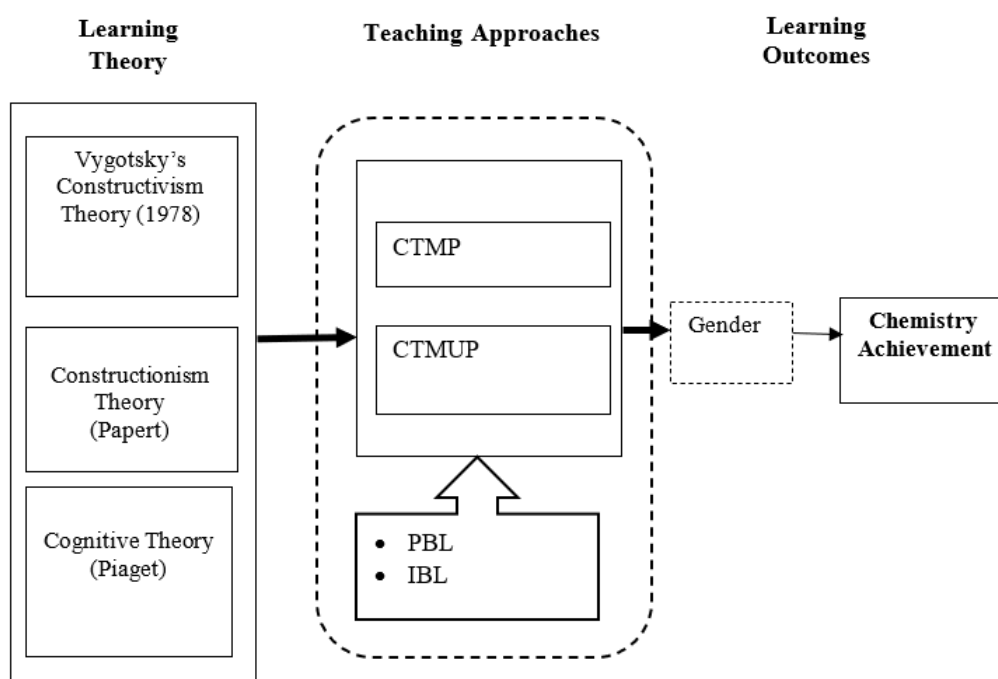 Learning
Theory
Teaching Approaches
Learning
Outcomes
Vygotsky’s
Constructivism
Theory (1978)
Constructionism
Theory
(Papert)
Cognitive Theory
(Piaget)
CTMP
CTMUP
• PBL
• IBL
Gender
Chemistry
Achievement